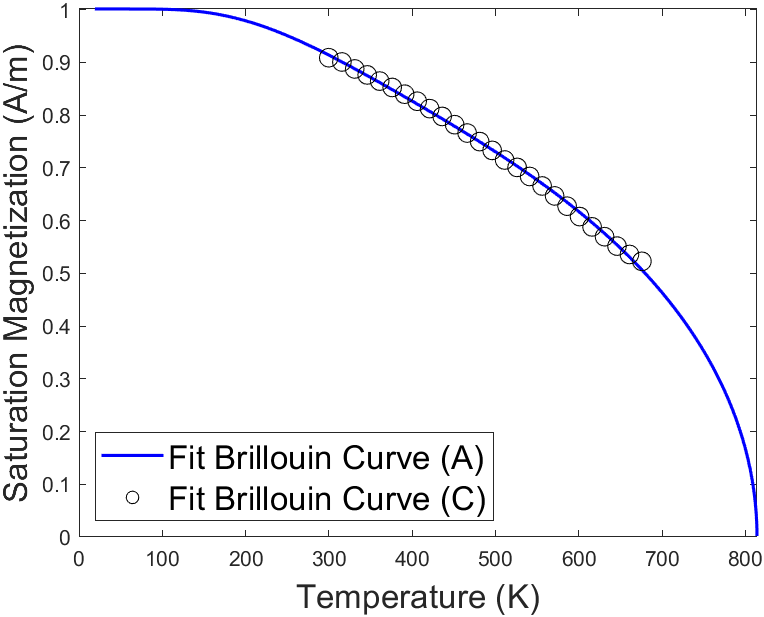 1
0.9
0.8
0.7
0.6
0.5
0.4
0.3
0.2
0.1
0
Saturation Magnetization (A/m)
Fit Brillouin Curve (A)
Fit Brillouin Curve (C)
0 100 200 300 400 500 600 700 800
Temperature (K)